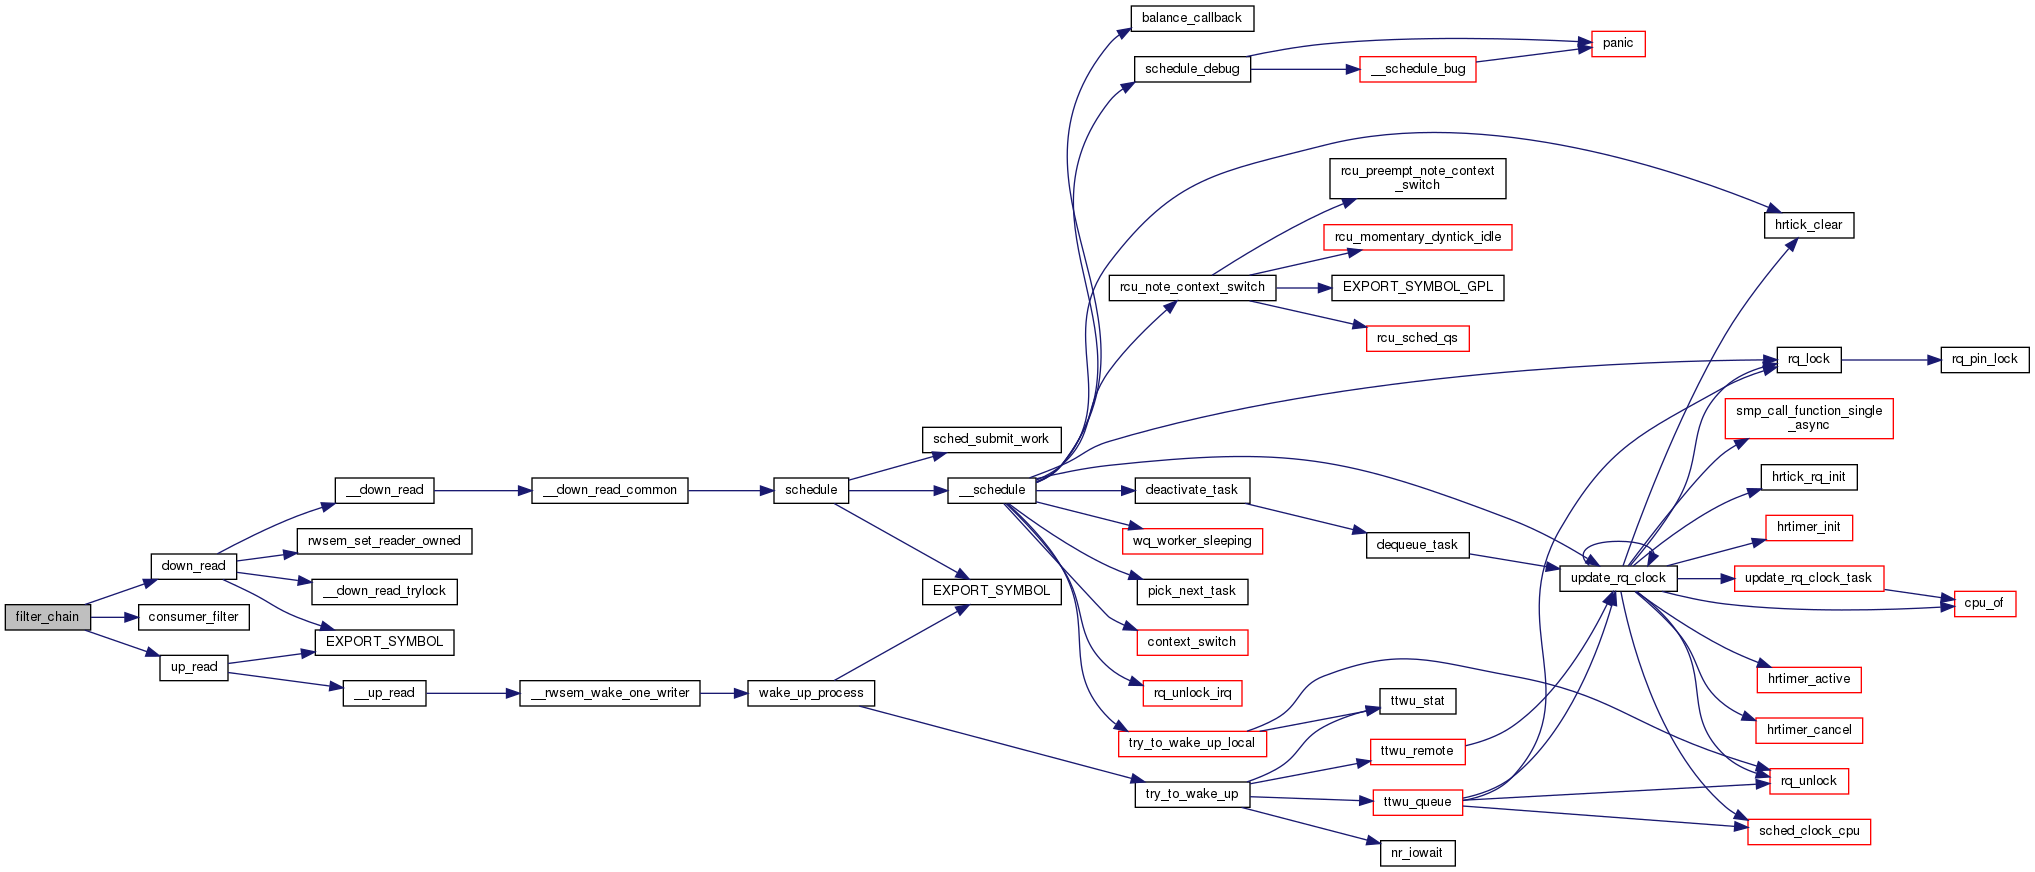 balance_callback
panic
schedule_debug
__schedule_bug
rcu_preempt_note_context
_switch
hrtick_clear
rcu_momentary_dyntick_idle
rcu_note_context_switch
EXPORT_SYMBOL_GPL
rcu_sched_qs
rq_lock
rq_pin_lock
smp_call_function_single
_async
sched_submit_work
hrtick_rq_init
__down_read
__down_read_common
schedule
__schedule
deactivate_task
hrtimer_init
rwsem_set_reader_owned
wq_worker_sleeping
dequeue_task
down_read
update_rq_clock
update_rq_clock_task
__down_read_trylock
EXPORT_SYMBOL
pick_next_task
cpu_of
filter_chain
consumer_filter
EXPORT_SYMBOL
context_switch
up_read
hrtimer_active
__up_read
__rwsem_wake_one_writer
wake_up_process
rq_unlock_irq
ttwu_stat
hrtimer_cancel
try_to_wake_up_local
ttwu_remote
rq_unlock
try_to_wake_up
ttwu_queue
sched_clock_cpu
nr_iowait